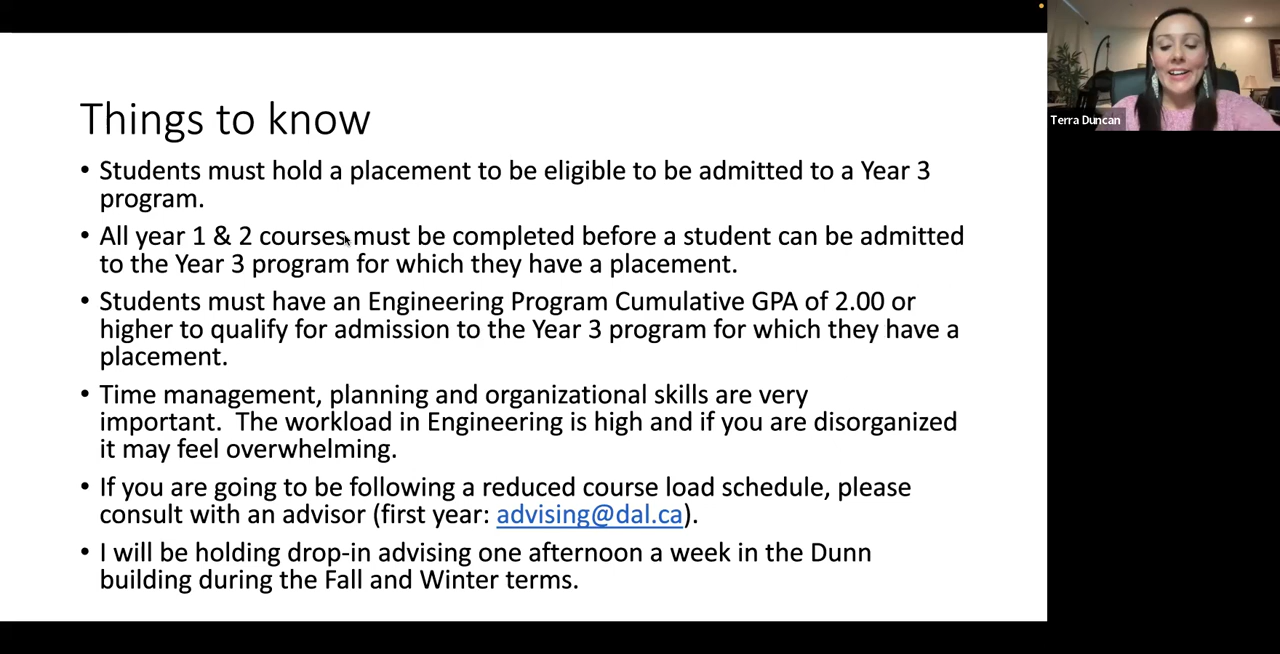 Things to know
• Students must hold a placement to be eligible to be admitted to a Year 3
program.
• All year 1 & 2 courses must be completed before a student can be admitted
to the Year 3 program for which they have a placement.
• Students must have an Engineering Program Cumulative GPA of 2.00 or
higher to qualify for admission to the Year 3 program for which they have a
placement.
• Time management, planning and organizational skills are very
important.  The workload in Engineering is high and if you are disorganized
it may feel overwhelming.
• If you are going to be following a reduced course load schedule, please
consult with an advisor (first year: advising@dal.ca).
• I will be holding drop-in advising one afternoon a week in the Dunn
building during the Fall and Winter terms.
Terra Duncan